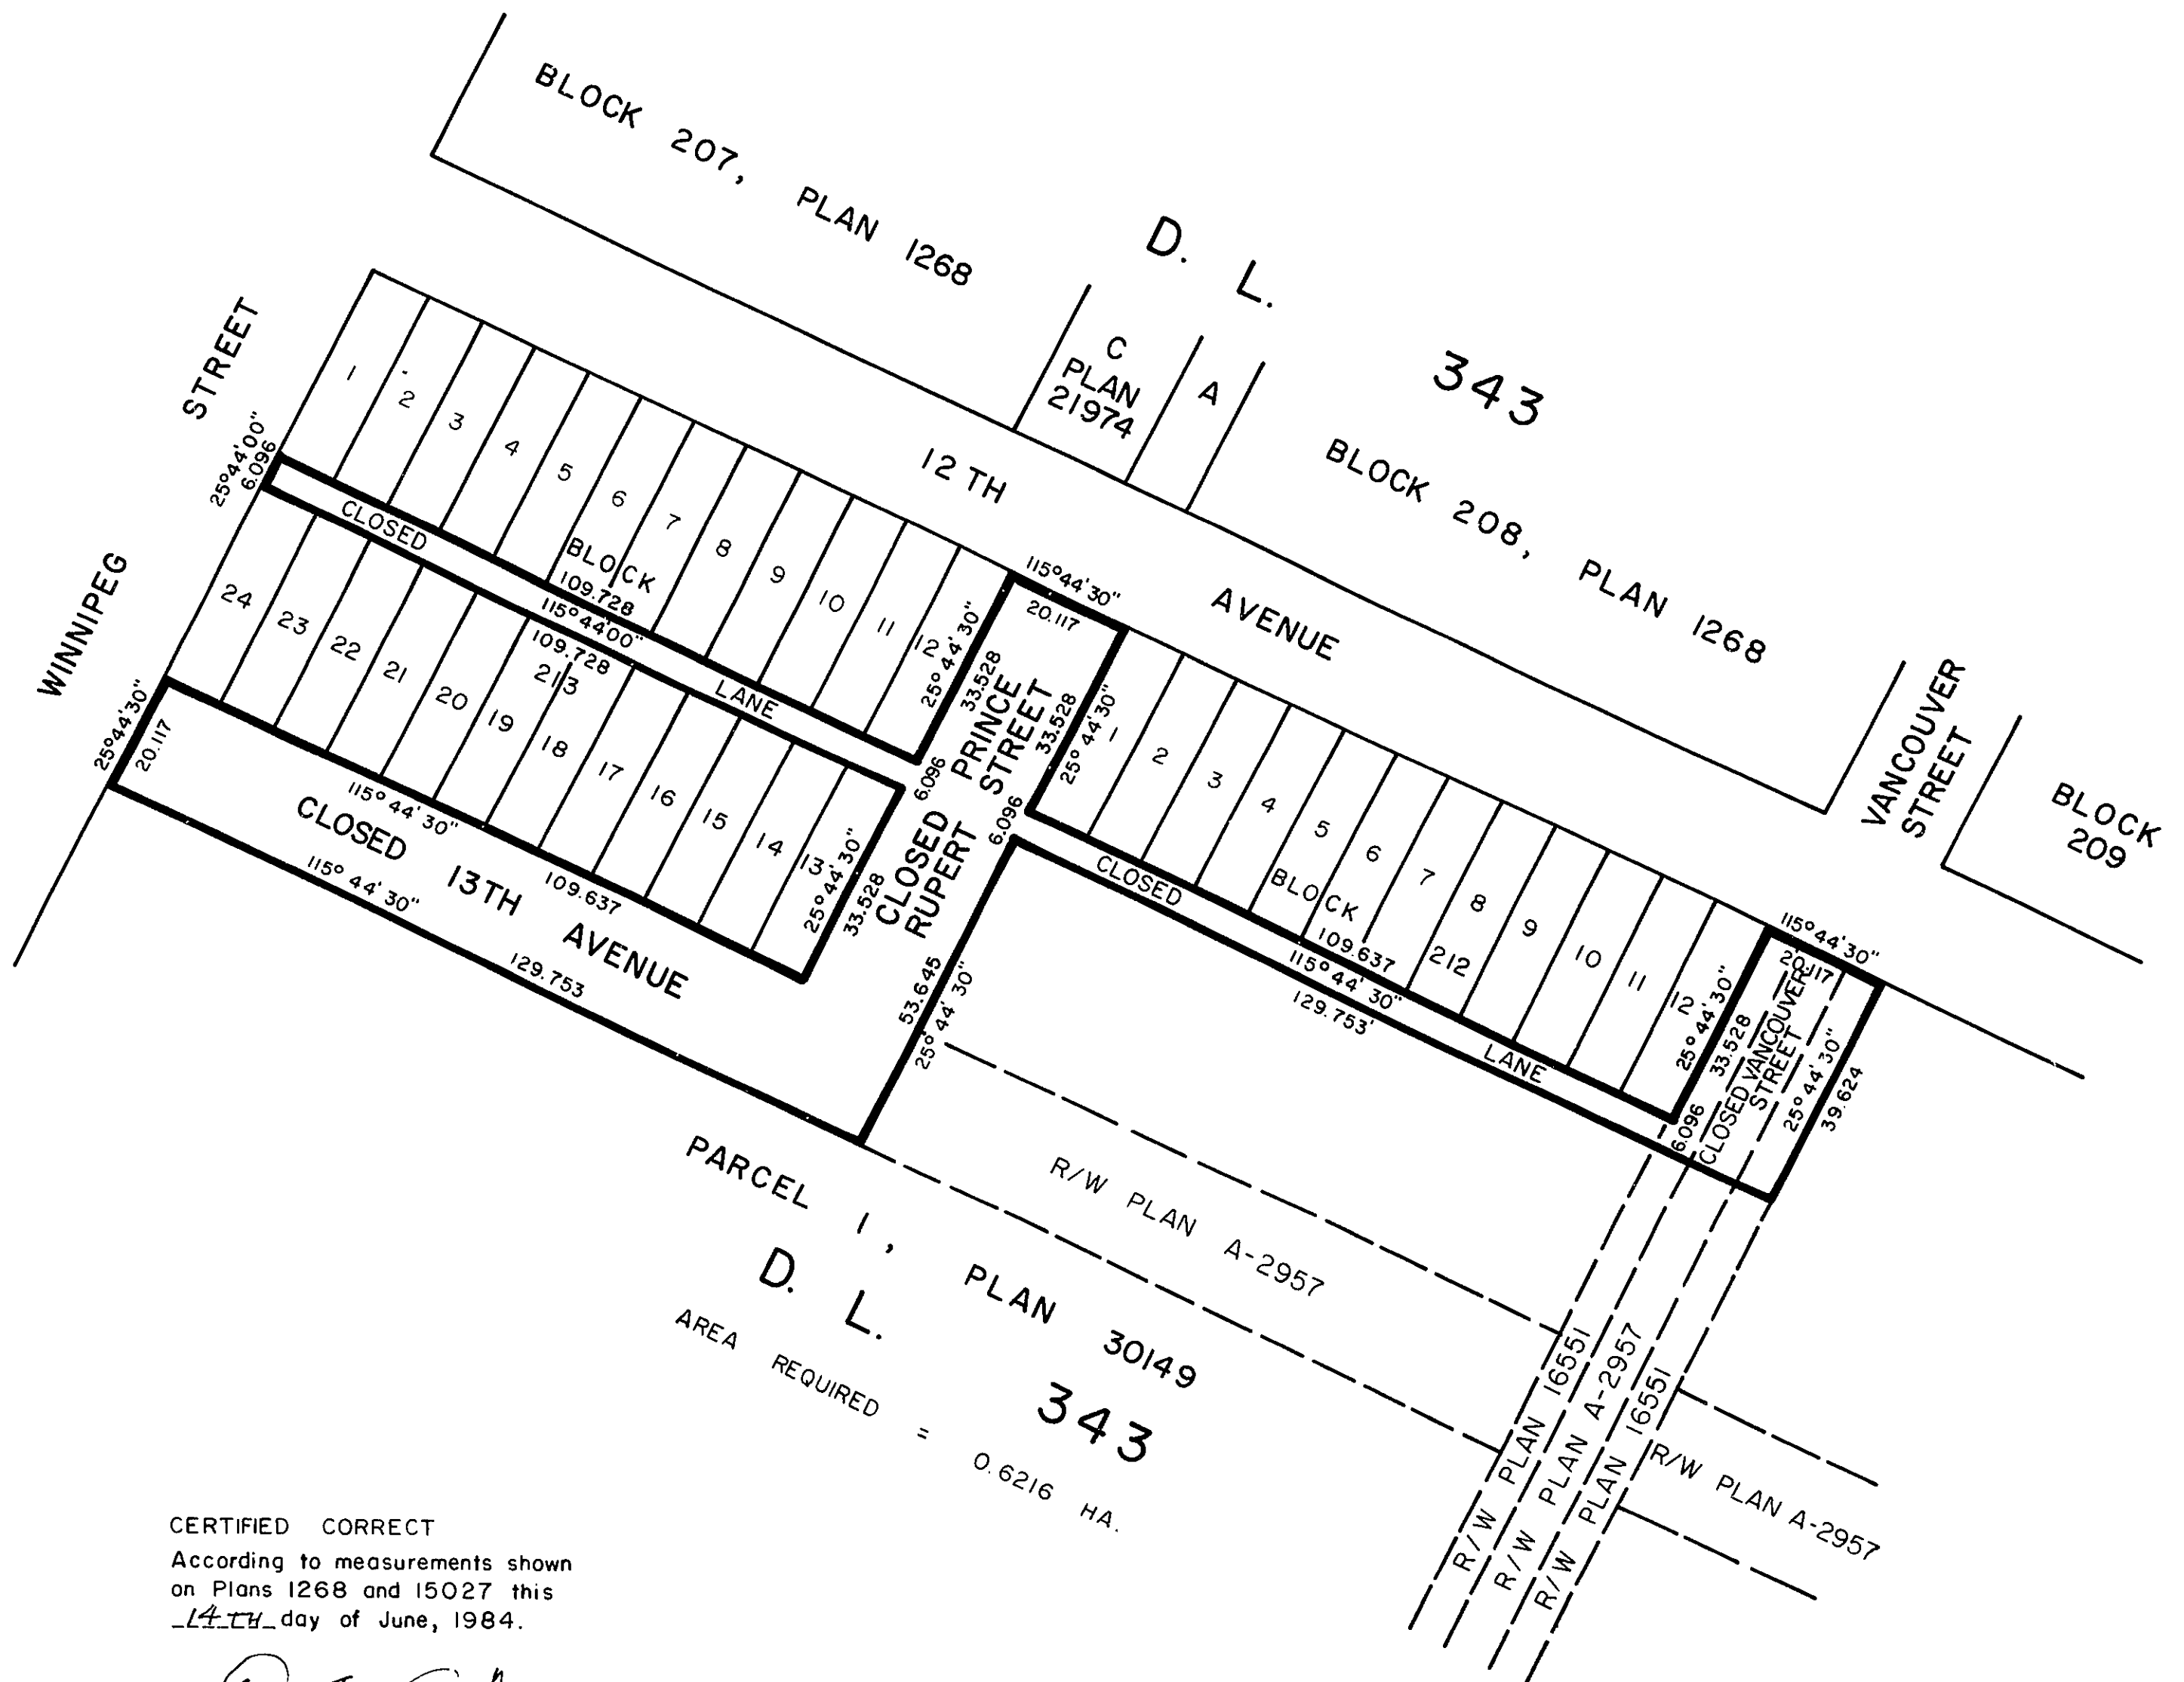 BLOCK 207, PLAN 1268
D. L. 343
C
PLAN
21974
A
BLOCK 208, PLAN 1268
STREET
WINNIPEG
12 TH AVENUE
VANCOUVER
STREET
BLOCK
209
25°44'00"
6.096
1 2 3 4 5 6 7 8 9 10 11 12
CLOSED LANE
BLOCK
109.728
115°44'00"
109.728
213
24 23 22 21 20 19 18 17 16 15 14 13
25°44'30"
20.117
115°44'30"
109.637
CLOSED 13TH AVENUE
115°44'30"
129.753
115°44'30"
20.117
25°44'30"
33.528
33.528
25°44'30"
6.096
6.096
CLOSED PRINCE
RUPERT STREET
25°44'30"
33.528
53.645
25°44'30"
1 2 3 4 5 6 7 8 9 10 11 12
CLOSED LANE
BLOCK
212
109.637
115°44'30"
129.753'
115°44'30"
20.117
25°44'30"
33.528
6.096
CLOSED VANCOUVER
STREET
25°44'30"
39.624
R/W PLAN A-2957
R/W PLAN 16551
R/W PLAN A-2957
R/W PLAN 16551
R/W PLAN A-2957
PARCEL 1, PLAN 30149
D. L. 343
AREA REQUIRED = 0.6216 HA.
CERTIFIED CORRECT
According to measurements shown
on Plans 1268 and 15027 this
14TH day of June, 1984.